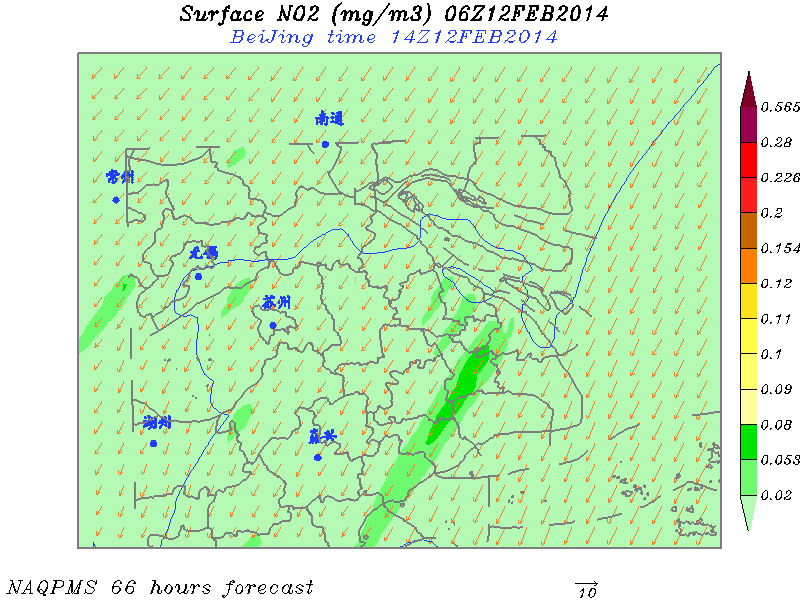 Surface NO2 (mg/m3) 06Z12FEB2014
BeiJing time 14Z12FEB2014
南通
常州
无锡
苏州
湖州
嘉兴
0.565
0.28
0.226
0.2
0.154
0.12
0.11
0.1
0.09
0.08
0.053
0.02
NAQPMS 66 hours forecast
10